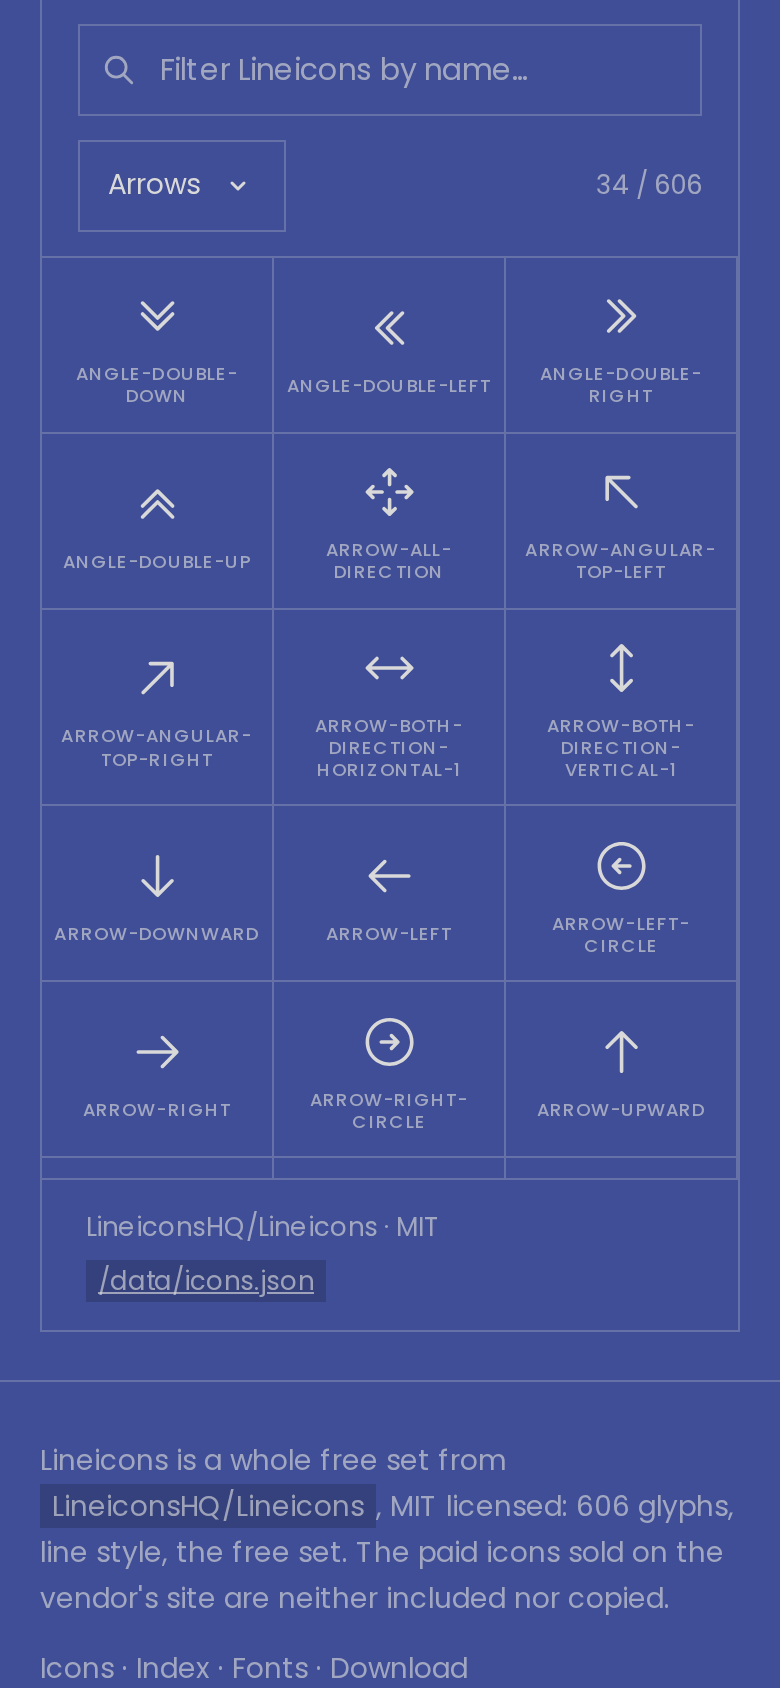 Filter Lineicons by name…
Arrows
34 / 606
ANGLE-DOUBLE-
DOWN
ANGLE-DOUBLE-LEFT
ANGLE-DOUBLE-
RIGHT
ANGLE-DOUBLE-UP
ARROW-ALL-
DIRECTION
ARROW-ANGULAR-
TOP-LEFT
ARROW-ANGULAR-
TOP-RIGHT
ARROW-BOTH-
DIRECTION-
HORIZONTAL-1
ARROW-BOTH-
DIRECTION-
VERTICAL-1
ARROW-DOWNWARD
ARROW-LEFT
ARROW-LEFT-
CIRCLE
ARROW-RIGHT
ARROW-RIGHT-
CIRCLE
ARROW-UPWARD
LineiconsHQ/Lineicons · MIT
/data/icons.json
Lineicons is a whole free set from
LineiconsHQ/Lineicons, MIT licensed: 606 glyphs,
line style, the free set. The paid icons sold on the
vendor's site are neither included nor copied.
Icons · Index · Fonts · Download